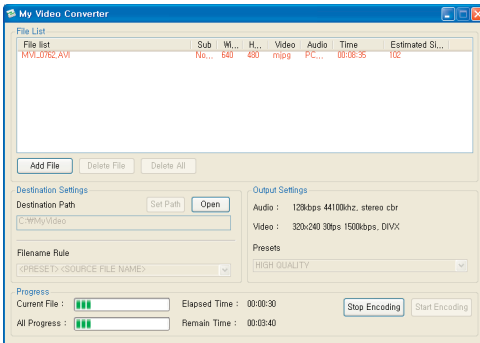 My Video Converter
File List
File list Sub Wi... H... Video Audio Time Estimated Si...
MVI_0762.AVI No... 640 480 mjpg PC... 00:08:35 102
Add File Delete File Delete All
Destination Settings
Destination Path Set Path Open
C:₩MyVideo
Filename Rule
<PRESET> <SOURCE FILE NAME>
Output Settings
Audio : 128kbps 44100khz, stereo cbr
Video : 320x240 30fps 1500kbps, DIVX
Presets
HIGH QUALITY
Progress
Current File : Elapsed Time : 00:00:30 Stop Encoding Start Encoding
All Progress : Remain Time : 00:03:40